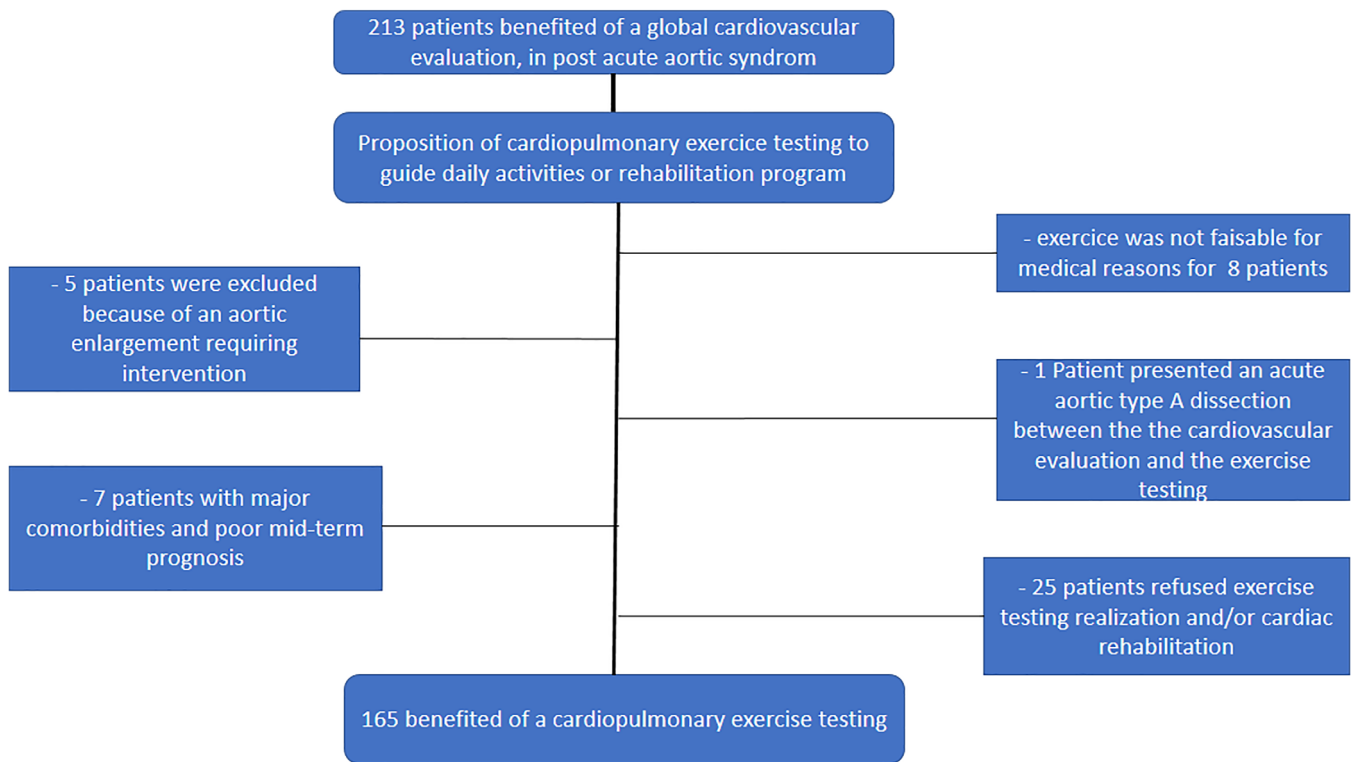 213 patients benefited of a global cardiovascular
evaluation, in post acute aortic syndrom
Proposition of cardiopulmonary exercice testing to
guide daily activities or rehabilitation program
- exercice was not faisable for
medical reasons for  8 patients
- 5 patients were excluded
because of an aortic
enlargement requiring
intervention
- 1 Patient presented an acute
aortic type A dissection
between the the cardiovascular
evaluation and the exercise
testing
- 7 patients with major
comorbidities and poor mid-term
prognosis
- 25 patients refused exercise
testing realization and/or cardiac
rehabilitation
165 benefited of a cardiopulmonary exercise testing